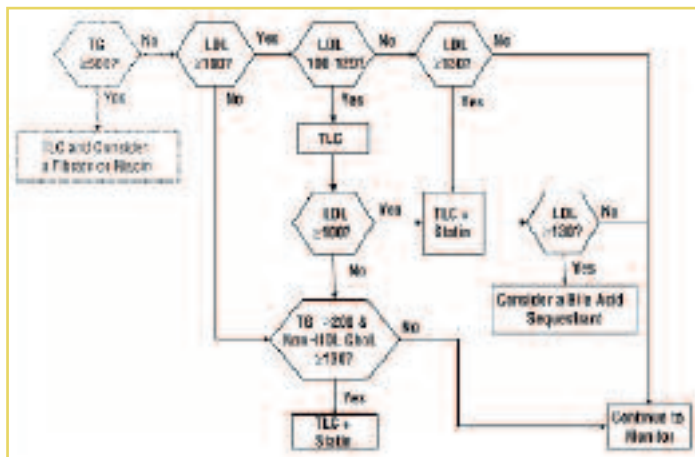 TG
≥500?
No
LDL
≥100?
Yes
LDL
100-129?
No
LDL
≥130?
No
Yes
TLC and Consider
a Fibrate or Niacin
No
Yes
TLC
Yes
LDL
≥100?
Yes
TLC +
Statin
LDL
≥130?
No
No
Yes
Consider a Bile Acid
Sequestrant
TG >200 &
Non-HDL Chol.
≥130?
No
Yes
TLC +
Statin
Continue to
Monitor